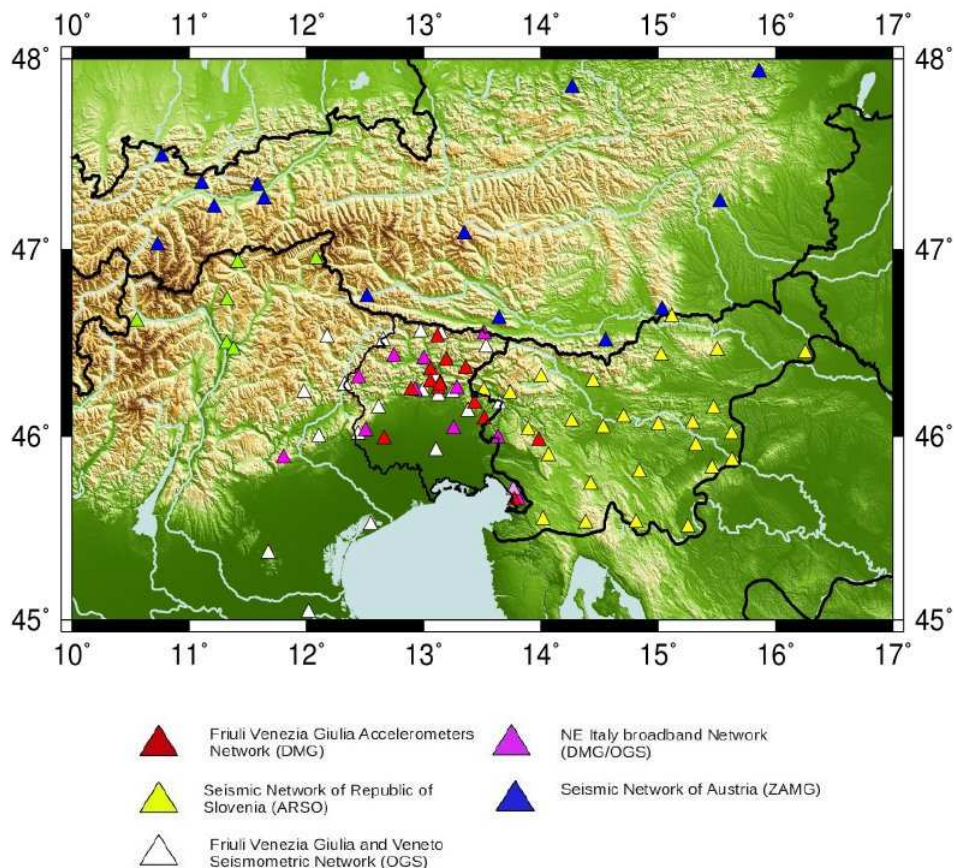 10˚ 11˚ 12˚ 13˚ 14˚ 15˚ 16˚ 17˚
48˚ 48˚
47˚ 47˚
46˚ 46˚
45˚ 45˚
10˚ 11˚ 12˚ 13˚ 14˚ 15˚ 16˚ 17˚
Friuli Venezia Giulia Accelerometers
Network (DMG)
NE Italy broadband Network
(DMG/OGS)
Seismic Network of Republic of
Slovenia (ARSO)
Seismic Network of Austria (ZAMG)
Friuli Venezia Giulia and Veneto
Seismometric Network (OGS)